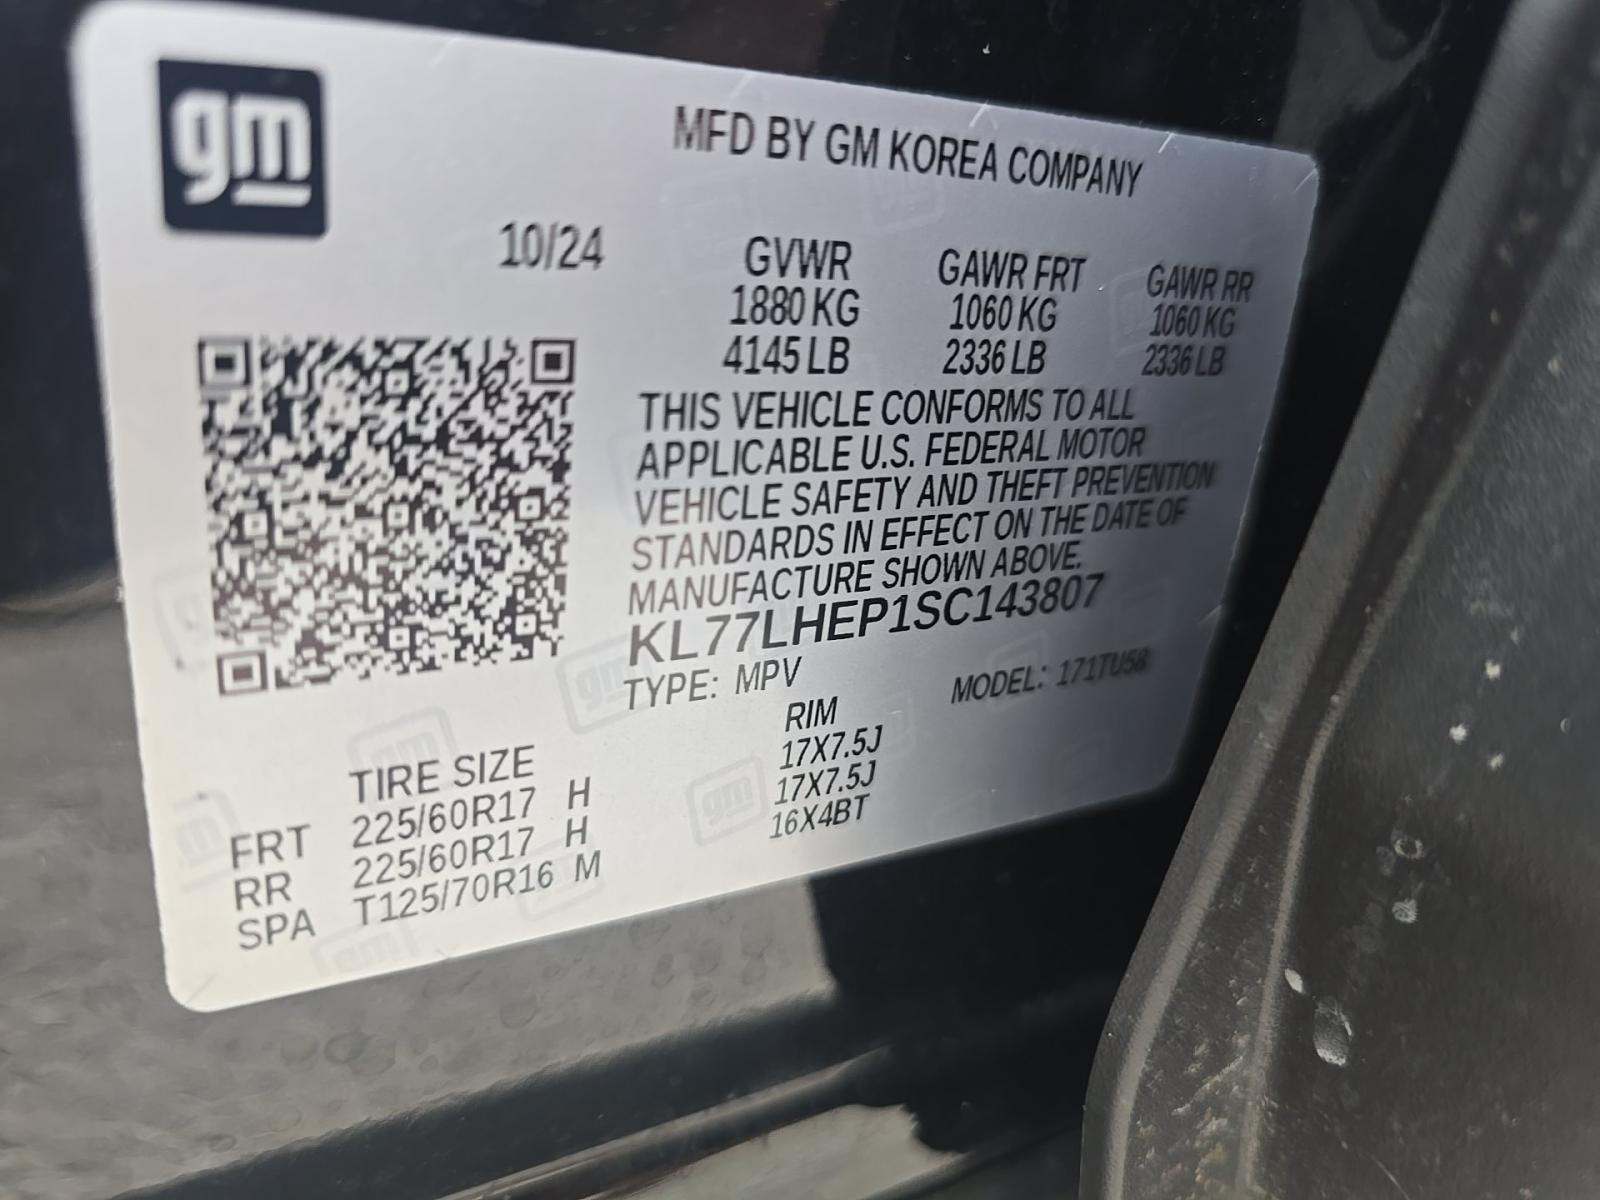 gm
MFD BY GM KOREA COMPANY
10/24
GVWR GAWR FRT GAWR RR
1880 KG 1060 KG 1060 KG
4145 LB 2336 LB 2336 LB
THIS VEHICLE CONFORMS TO ALL
APPLICABLE U.S. FEDERAL MOTOR
VEHICLE SAFETY AND THEFT PREVENTION
STANDARDS IN EFFECT ON THE DATE OF
MANUFACTURE SHOWN ABOVE.
KL77LHEP1SC143807
TYPE: MPV MODEL: 171TU58
TIRE SIZE RIM
FRT 225/60R17 H 17X7.5J
RR 225/60R17 H 17X7.5J
SPA T125/70R16 M 16X4BT